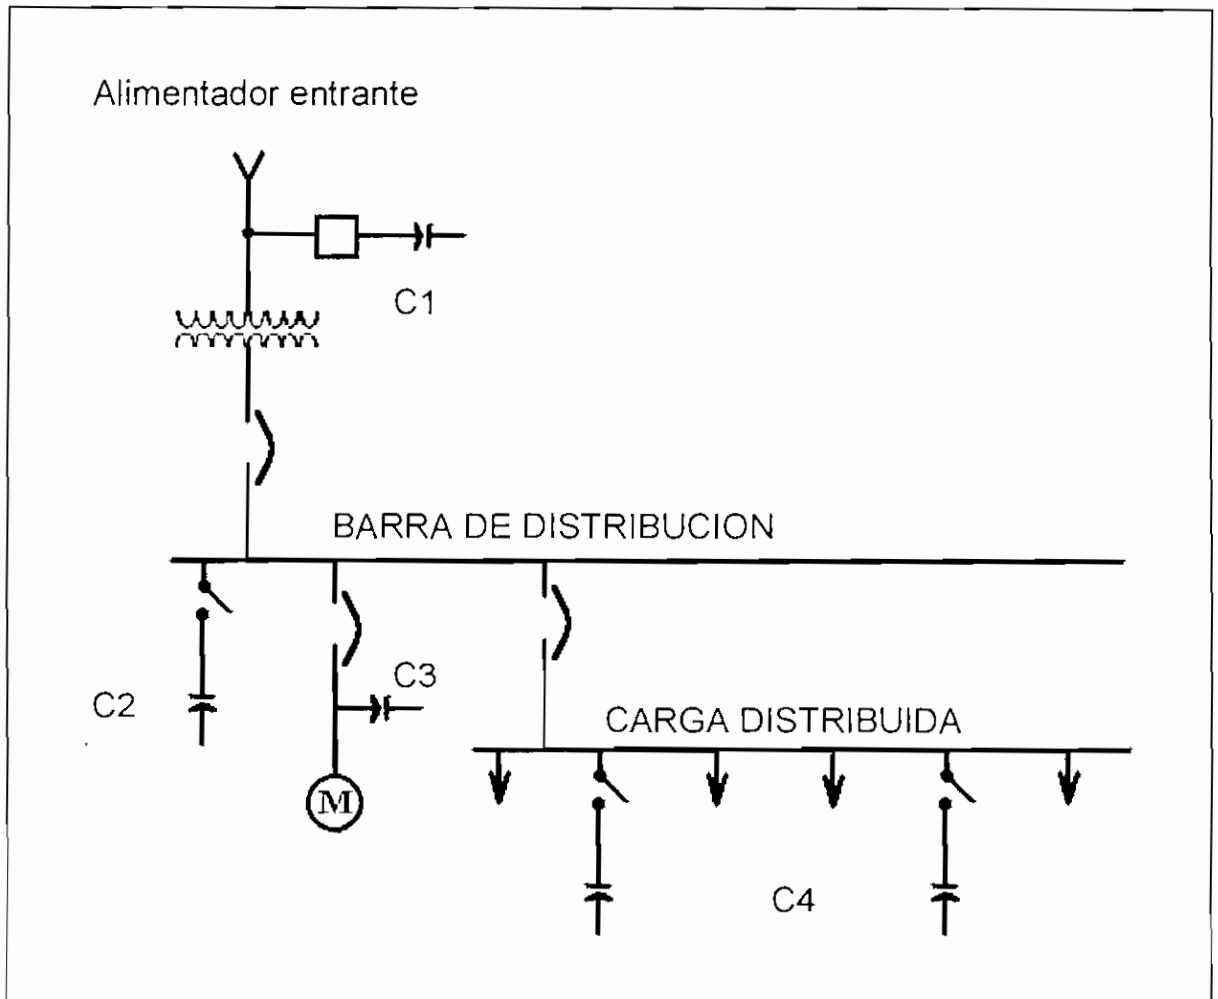 Alimentador entrante
C1
BARRA DE DISTRIBUCION
C3
C2
CARGA DISTRIBUIDA
M
C4